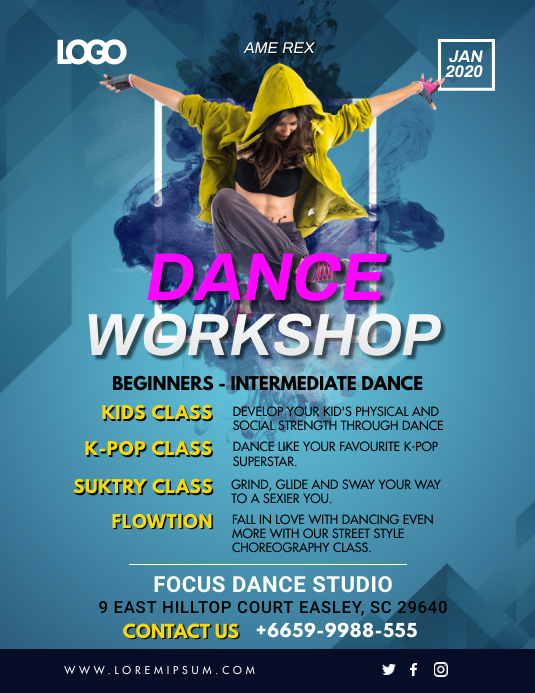 LOGO
AME REX
JAN
2020
DANCE
WORKSHOP
BEGINNERS - INTERMEDIATE DANCE
KIDS CLASS
DEVELOP YOUR KID'S PHYSICAL AND
SOCIAL STRENGTH THROUGH DANCE
K-POP CLASS
DANCE LIKE YOUR FAVOURITE K-POP
SUPERSTAR.
SUKTRY CLASS
GRIND, GLIDE AND SWAY YOUR WAY
TO A SEXIER YOU.
FLOWTION
FALL IN LOVE WITH DANCING EVEN
MORE WITH OUR STREET STYLE
CHOREOGRAPHY CLASS.
FOCUS DANCE STUDIO
9 EAST HILLTOP COURT EASLEY, SC 29640
CONTACT US +6659-9988-555
WWW.LOREMIPSUM.COM